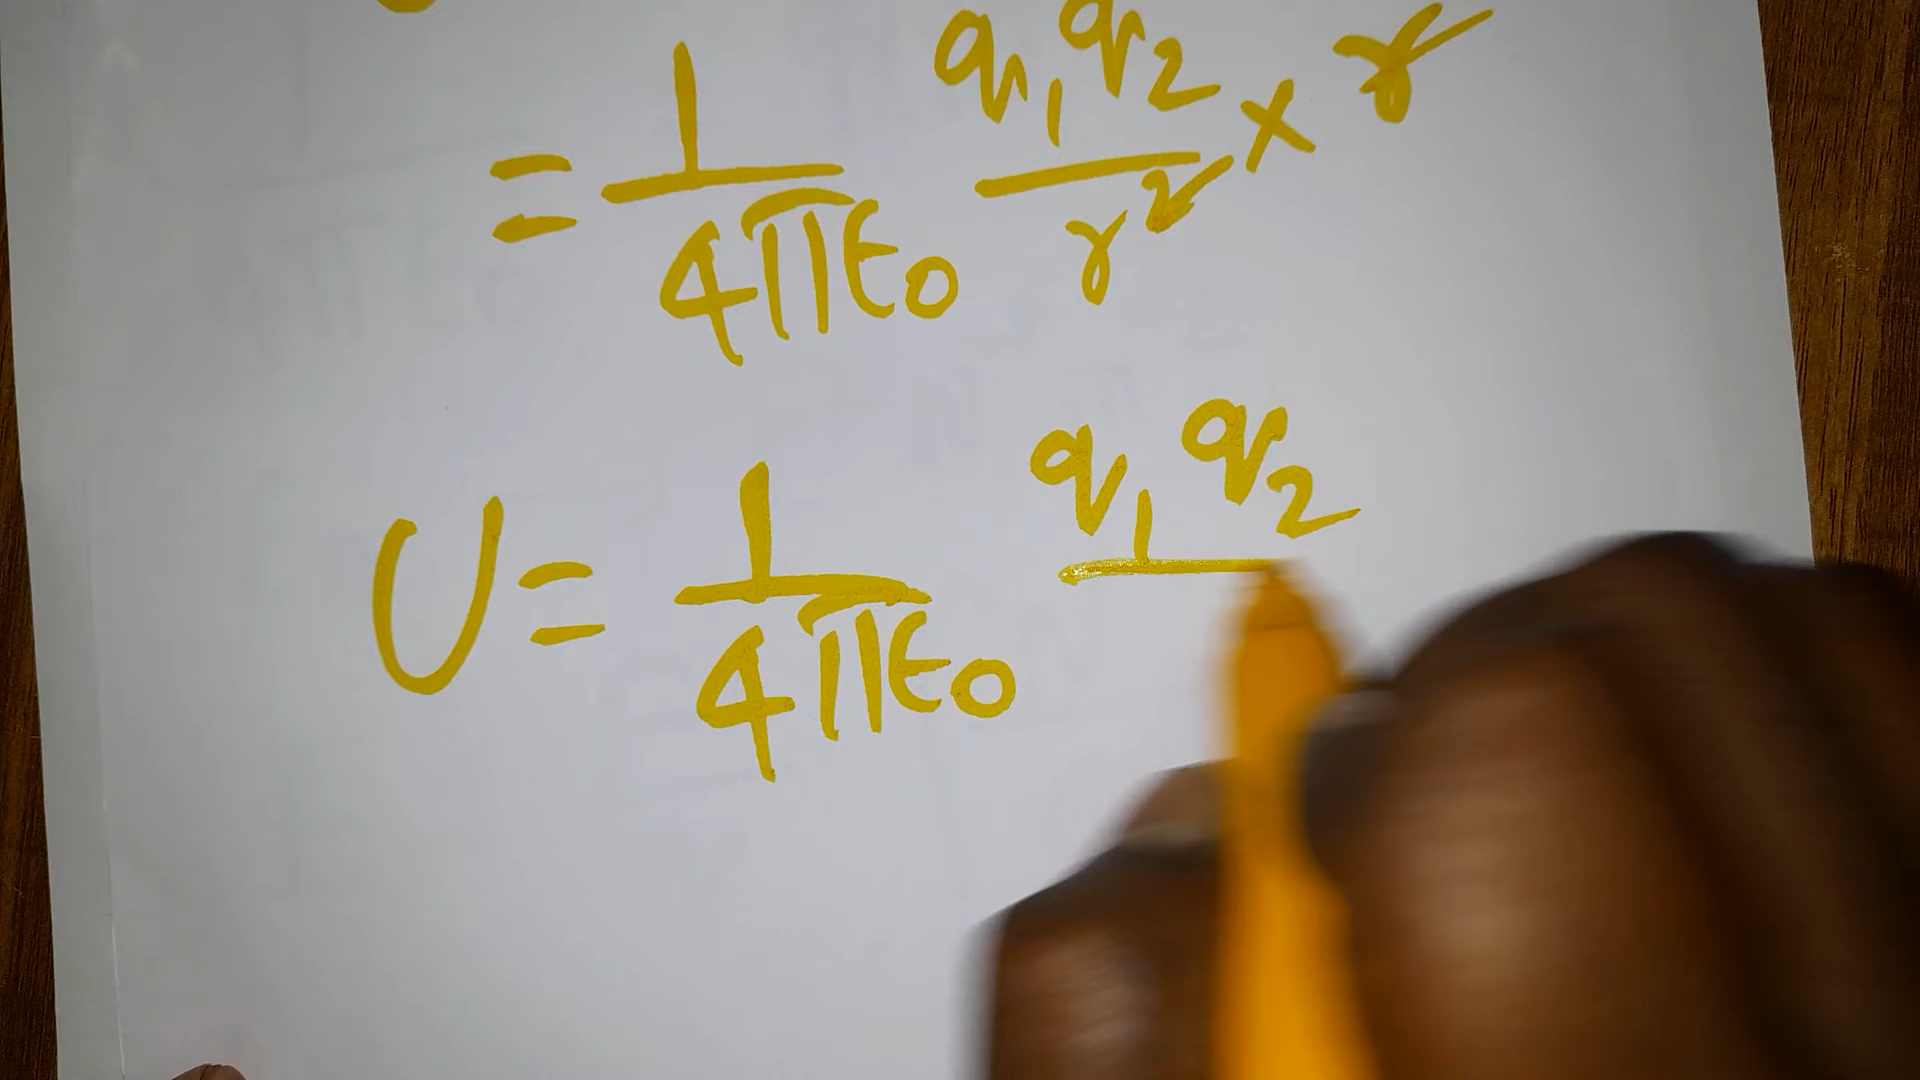 = 1/4πε₀ q₁q₂/r² × r
U = 1/4πε₀ q₁q₂